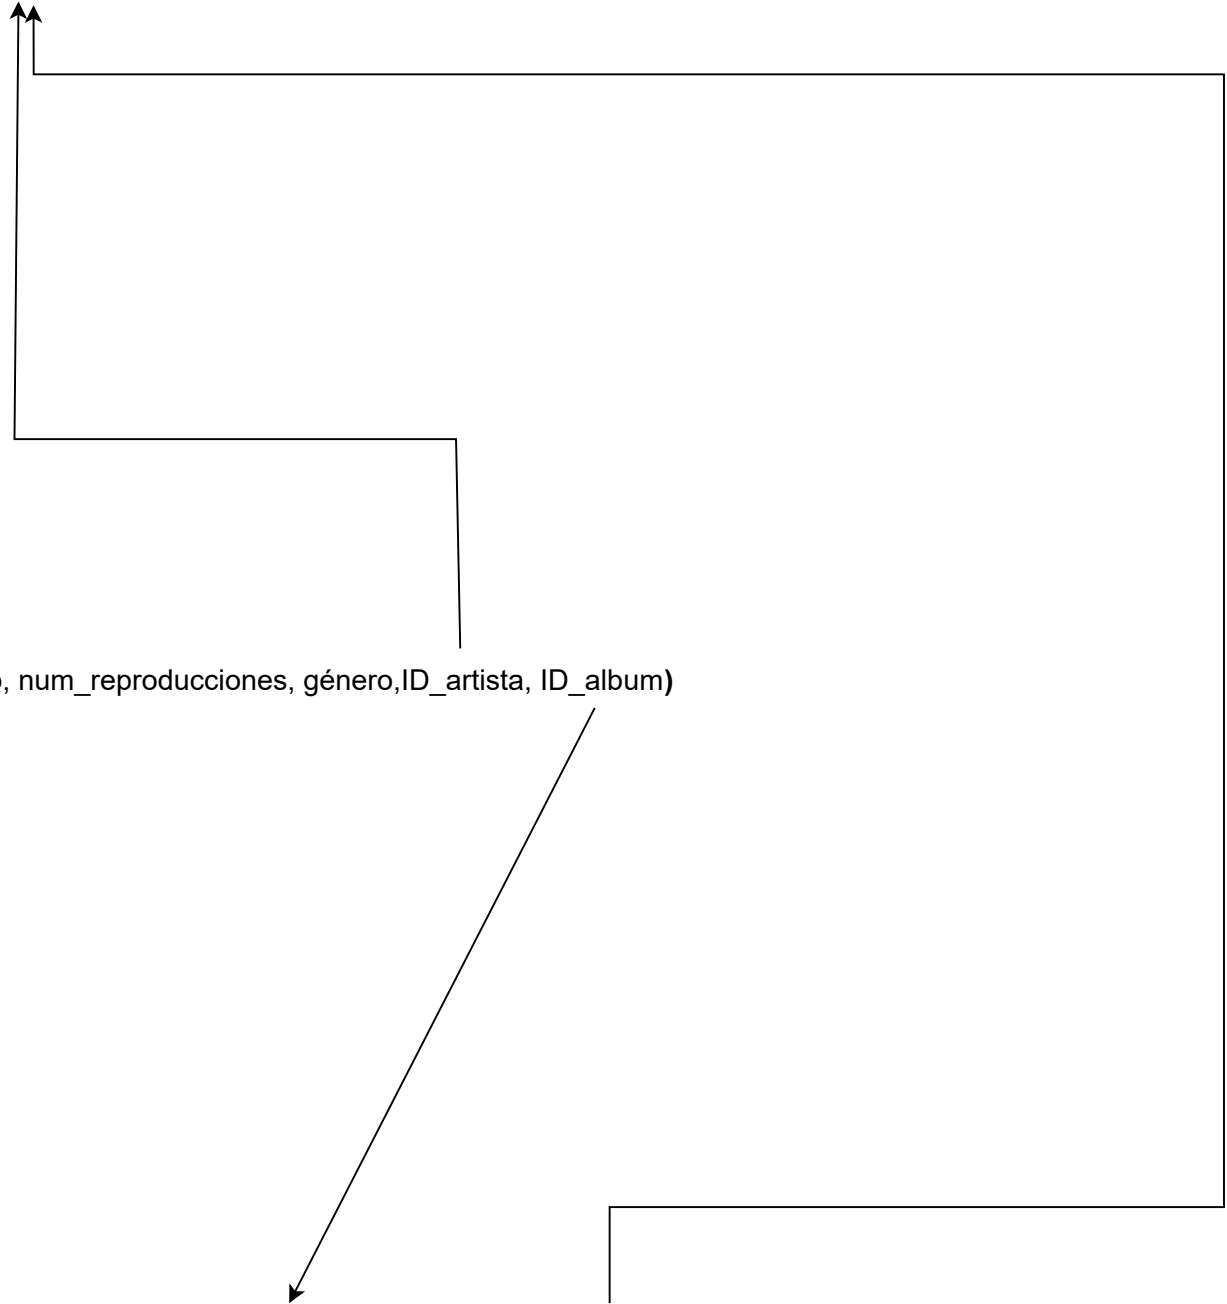 , num_reproducciones, género,ID_artista, ID_album)